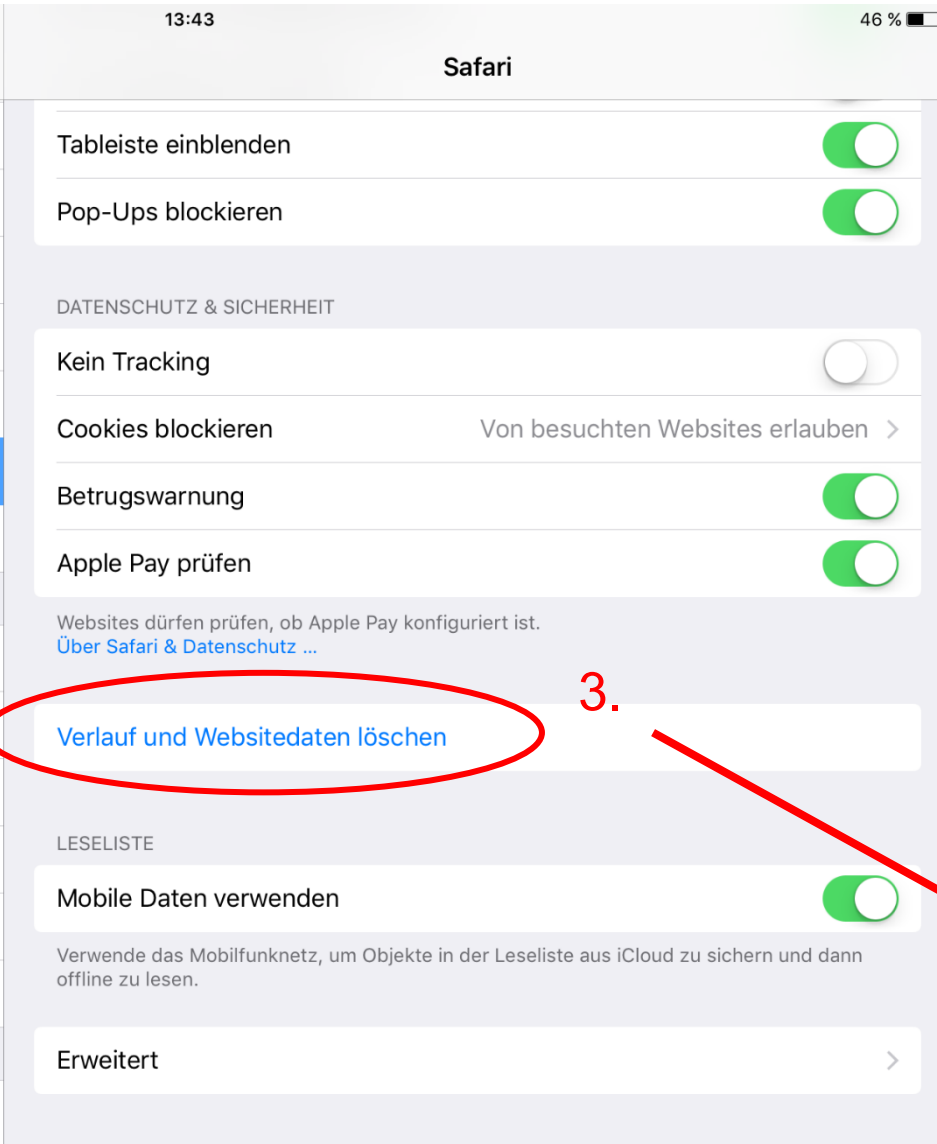 13:43
46 %
Safari
Tableiste einblenden
Pop-Ups blockieren
DATENSCHUTZ & SICHERHEIT
Kein Tracking
Cookies blockieren Von besuchten Websites erlauben
Betrugswarnung
Apple Pay prüfen
Websites dürfen prüfen, ob Apple Pay konfiguriert ist.
Über Safari & Datenschutz ...
3.
Verlauf und Websitedaten löschen
LESELISTE
Mobile Daten verwenden
Verwende das Mobilfunknetz, um Objekte in der Leseliste aus iCloud zu sichern und dann
offline zu lesen.
Erweitert